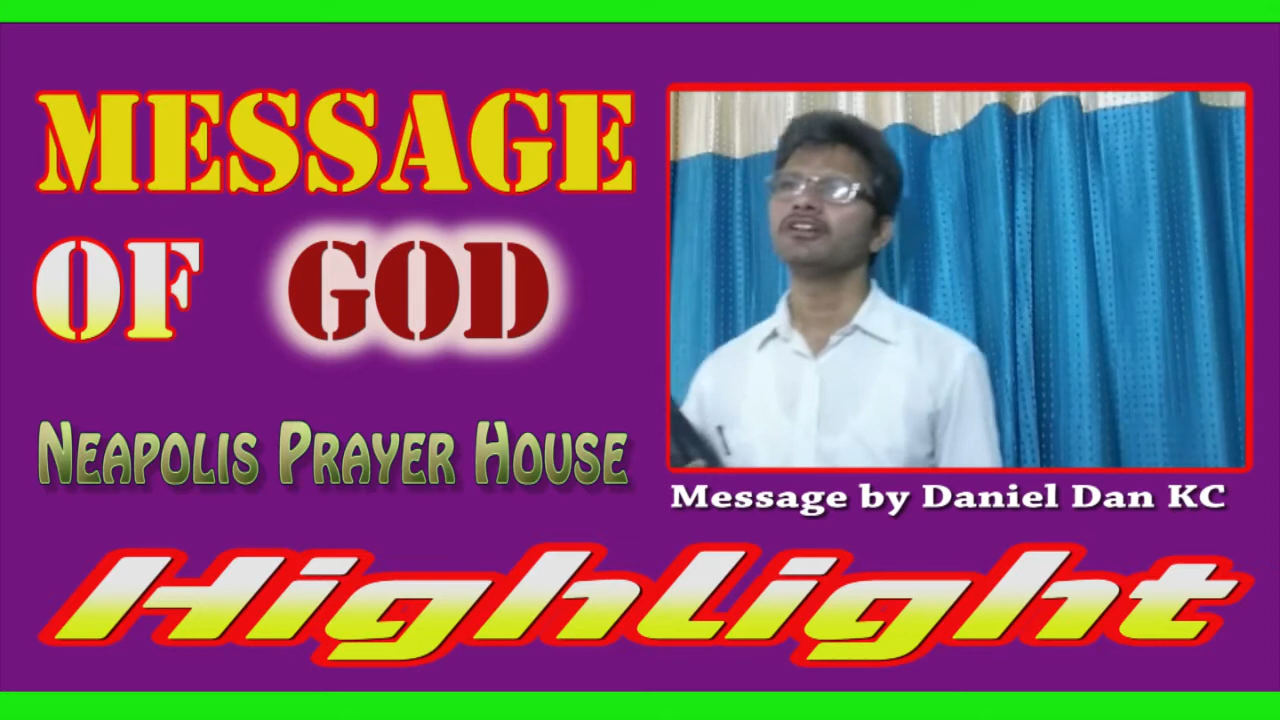 MESSAGE
OF GOD
NEAPOLIS PRAYER HOUSE
Message by Daniel Dan KC
HighLight